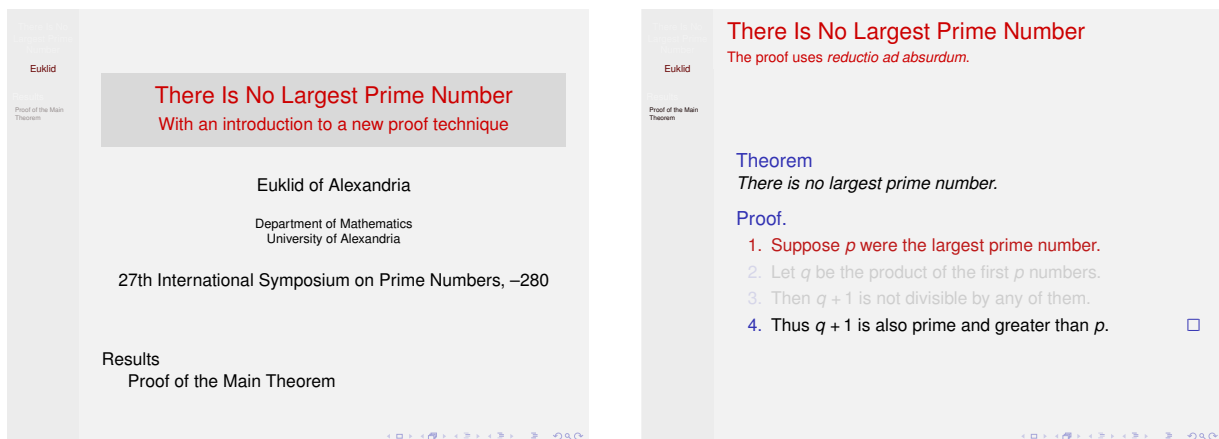 Euklid
Proof of the Main
Theorem
There Is No Largest Prime Number
With an introduction to a new proof technique
Euklid of Alexandria
Department of Mathematics
University of Alexandria
27th International Symposium on Prime Numbers, –280
Results
Proof of the Main Theorem
Euklid
Proof of the Main
Theorem
There Is No Largest Prime Number
The proof uses reductio ad absurdum.
Theorem
There is no largest prime number.
Proof.
1. Suppose p were the largest prime number.
2. Let q be the product of the first p numbers.
3. Then q + 1 is not divisible by any of them.
4. Thus q + 1 is also prime and greater than p. □